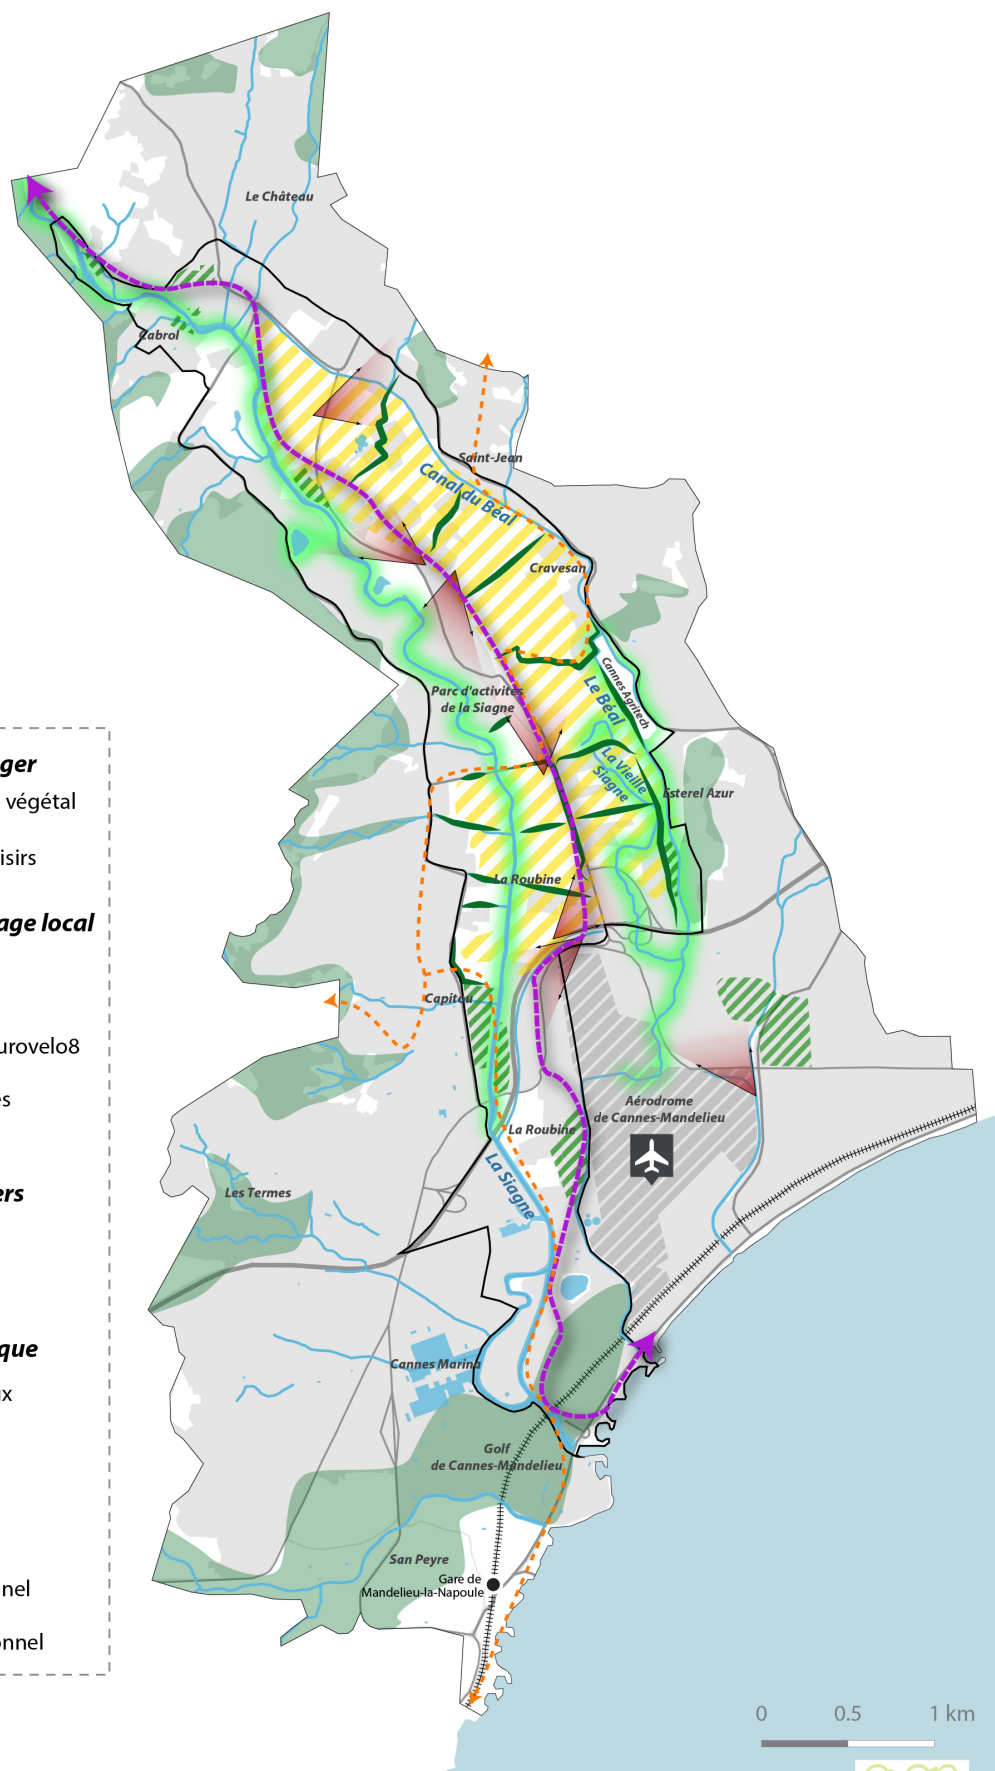 Le Château
Cabrol
Saint-Jean
Canal du Béal
Cravesan
Cannes Agritech
Le Béal
Parc d'activités
de la Siagne
La Vieille
Siagne
Esterel Azur
ger
végétal
isirs
age local
urovelo8
es
ers
que
ux
nel
onnel
La Roubine
Capitou
Aérodrome
de Cannes-Mandelieu
La Roubine
La Siagne
Les Termes
Cannes Marina
Golf
de Cannes-Mandelieu
San Peyre
Gare de
Mandelieu-la-Napoule
0 0.5 1 km